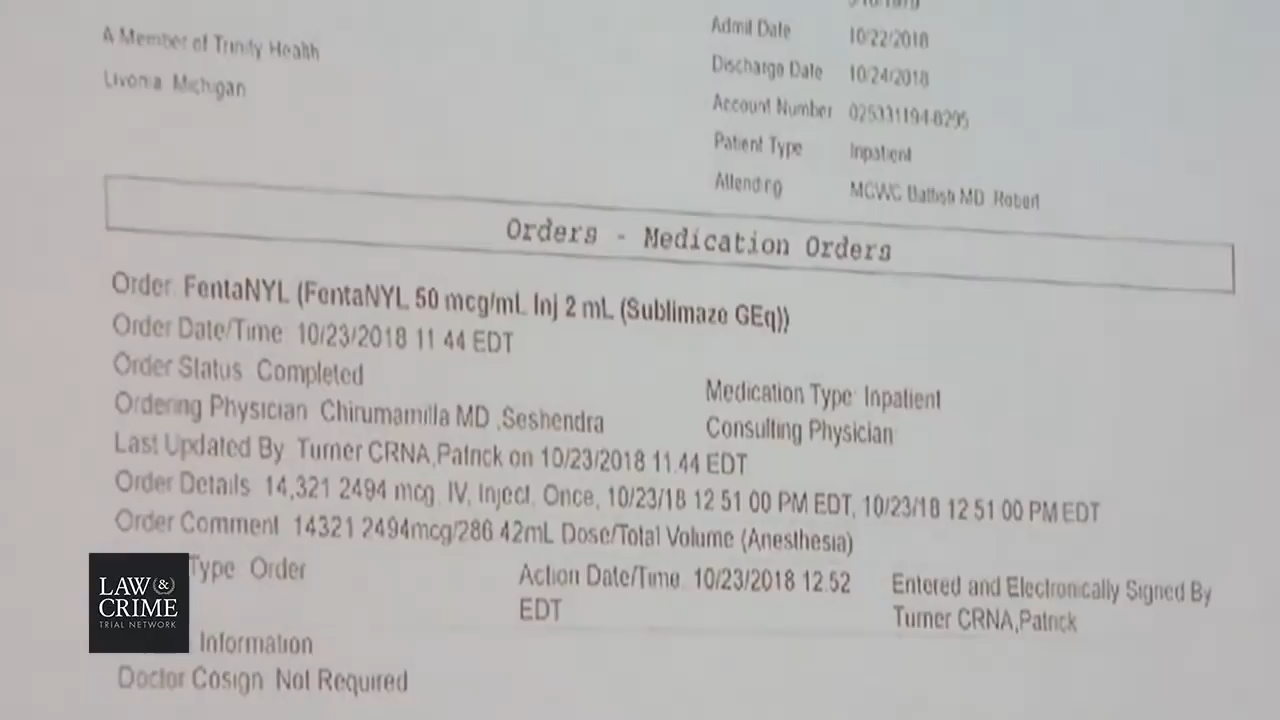 A Member of Trinity Health
Livonia Michigan
Admit Date 10/22/2018
Discharge Date 10/24/2018
Account Number 025331194-0295
Patient Type Inpatient
Attending MCWC MD ,Robert
Orders - Medication Orders
Order FentaNYL (FentaNYL 50 mcg/mL Inj 2 mL (Sublimaze GEq))
Order Date/Time 10/23/2018 11 44 EDT
Order Status Completed
Medication Type Inpatient
Ordering Physician Chirumamilla MD ,Seshendra
Consulting Physician
Last Updated By Turner CRNA,Patrick on 10/23/2018 11.44 EDT
Order Details 14,321 2494 mcg, IV, Inject, Once, 10/23/18 12 51 00 PM EDT, 10/23/18 12 51 00 PM EDT
Order Comment 14321 2494mcg/286 42mL Dose/Total Volume (Anesthesia)
Type Order
Action Date/Time 10/23/2018 12.52
EDT
Entered and Electronically Signed By
Turner CRNA,Patrick
Information
Doctor Cosign Not Required
LAW &
CRIME
TRIAL NETWORK